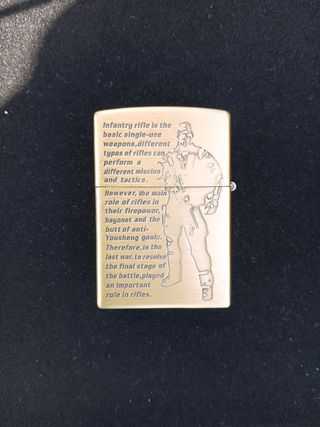 Infantry rifle is the
basic single-use
weapons,different
types of rifles can
perform a
different mission
and tactics.
However, the main
role of rifles in
their firepower,
bayonet and the
butt of anti-
Yousheng goals.
Therefore,in the
last war,to resolve
the final stage of
the battle,played
an important
role in rifles.